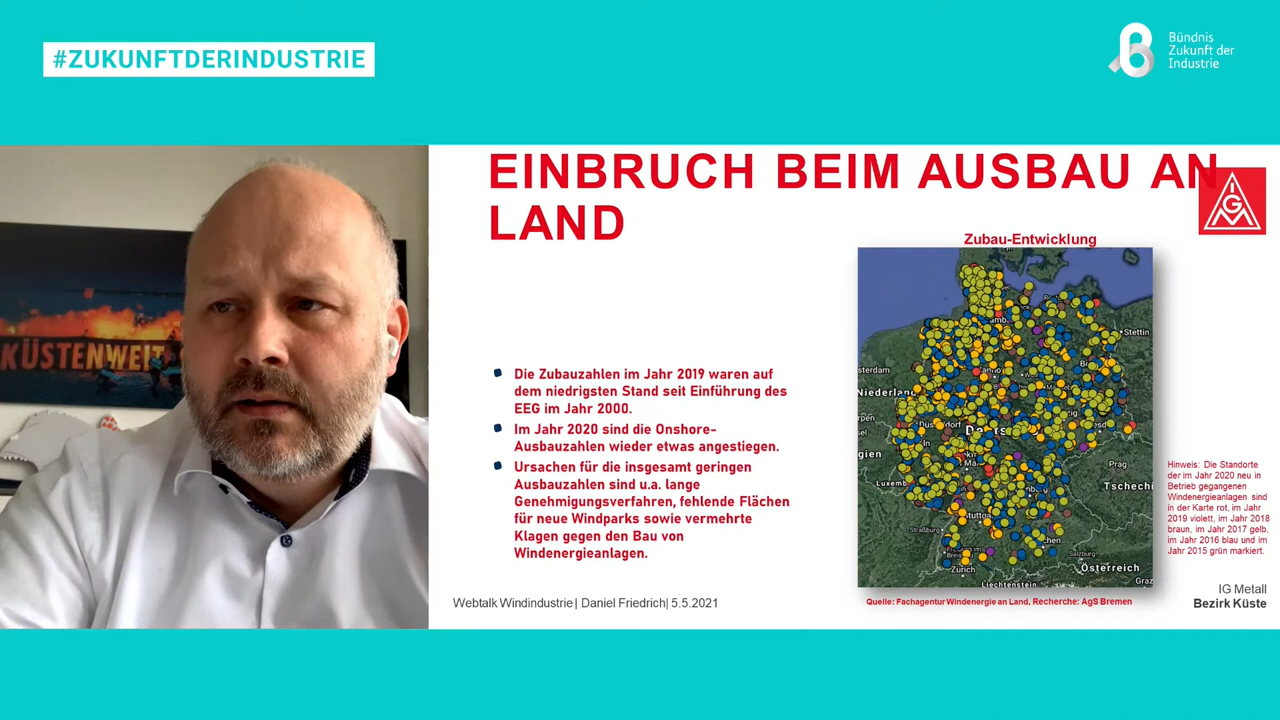 #ZUKUNFTDERINDUSTRIE
Bündnis
Zukunft der
Industrie
KÜSTENWEIT
EINBRUCH BEIM AUSBAU AN
LAND
IGM
Zubau-Entwicklung
Die Zubauzahlen im Jahr 2019 waren auf
dem niedrigsten Stand seit Einführung des
EEG im Jahr 2000.
Im Jahr 2020 sind die Onshore-
Ausbauzahlen wieder etwas angestiegen.
Ursachen für die insgesamt geringen
Ausbauzahlen sind u.a. lange
Genehmigungsverfahren, fehlende Flächen
für neue Windparks sowie vermehrte
Klagen gegen den Bau von
Windenergieanlagen.
Stettin
sterdam
Niederlan
Düsseldorf
gien
Prag
Luxemb
Tschechi
Stuttga
Straßburg
Salzburg
Zürich
Österreich
Liechtenstein
Graz
Hinweis: Die Standorte
der im Jahr 2020 neu in
Betrieb gegangenen
Windenergieanlagen sind
in der Karte rot, im Jahr
2019 violett, im Jahr 2018
braun, im Jahr 2017 gelb,
im Jahr 2016 blau und im
Jahr 2015 grün markiert.
Quelle: Fachagentur Windenergie an Land, Recherche: AgS Bremen
Webtalk Windindustrie| Daniel Friedrich| 5.5.2021
IG Metall
Bezirk Küste